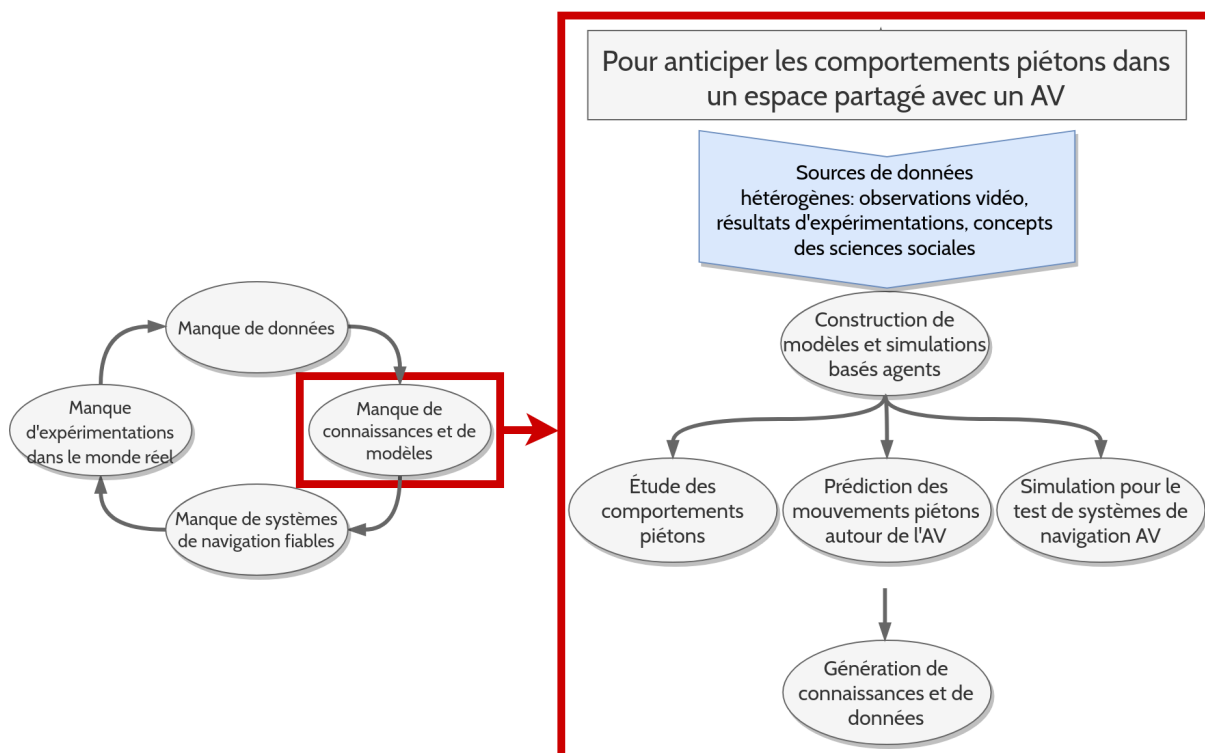 Pour anticiper les comportements piétons dans
un espace partagé avec un AV
Sources de données
hétérogènes: observations vidéo,
résultats d'expérimentations, concepts
des sciences sociales
Construction de
modèles et simulations
basés agents
Étude des
comportements
piétons
Prédiction des
mouvements piétons
autour de l'AV
Simulation pour le
test de systèmes de
navigation AV
Génération de
connaissances et de
données
Manque de données
Manque de
connaissances et de
modèles
Manque de systèmes
de navigation fiables
Manque
d'expérimentations
dans le monde réel